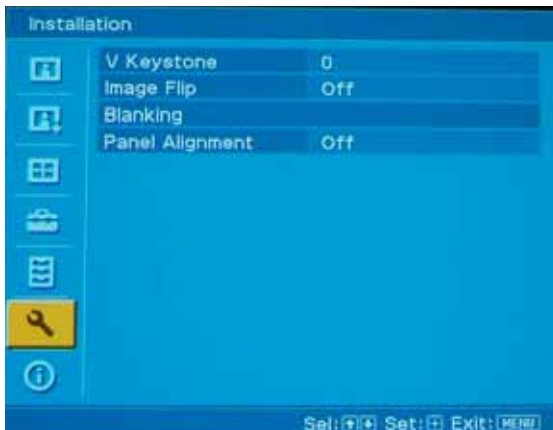 Installation
V Keystone 0
Image Flip Off
Blanking
Panel Alignment Off
Sel: Set: Exit: MENU